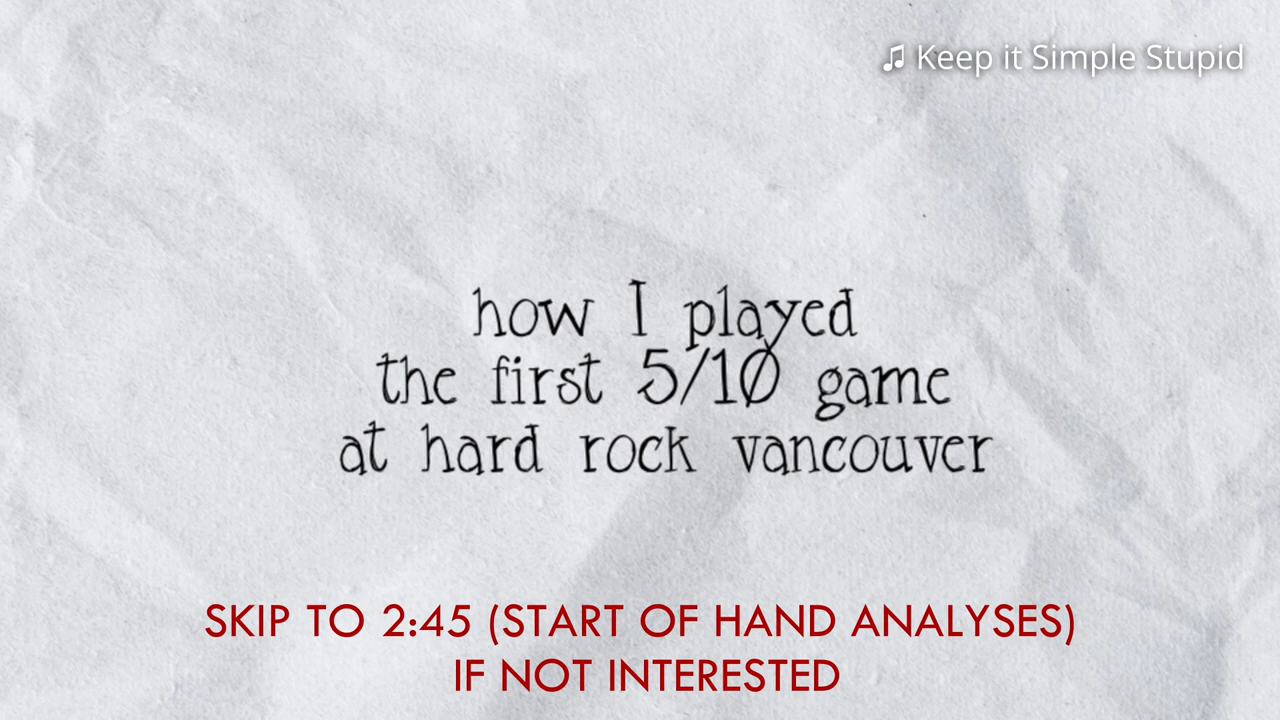 ♫ Keep it Simple Stupid
how I played
the first 5/10 game
at hard rock vancouver
SKIP TO 2:45 (START OF HAND ANALYSES)
IF NOT INTERESTED